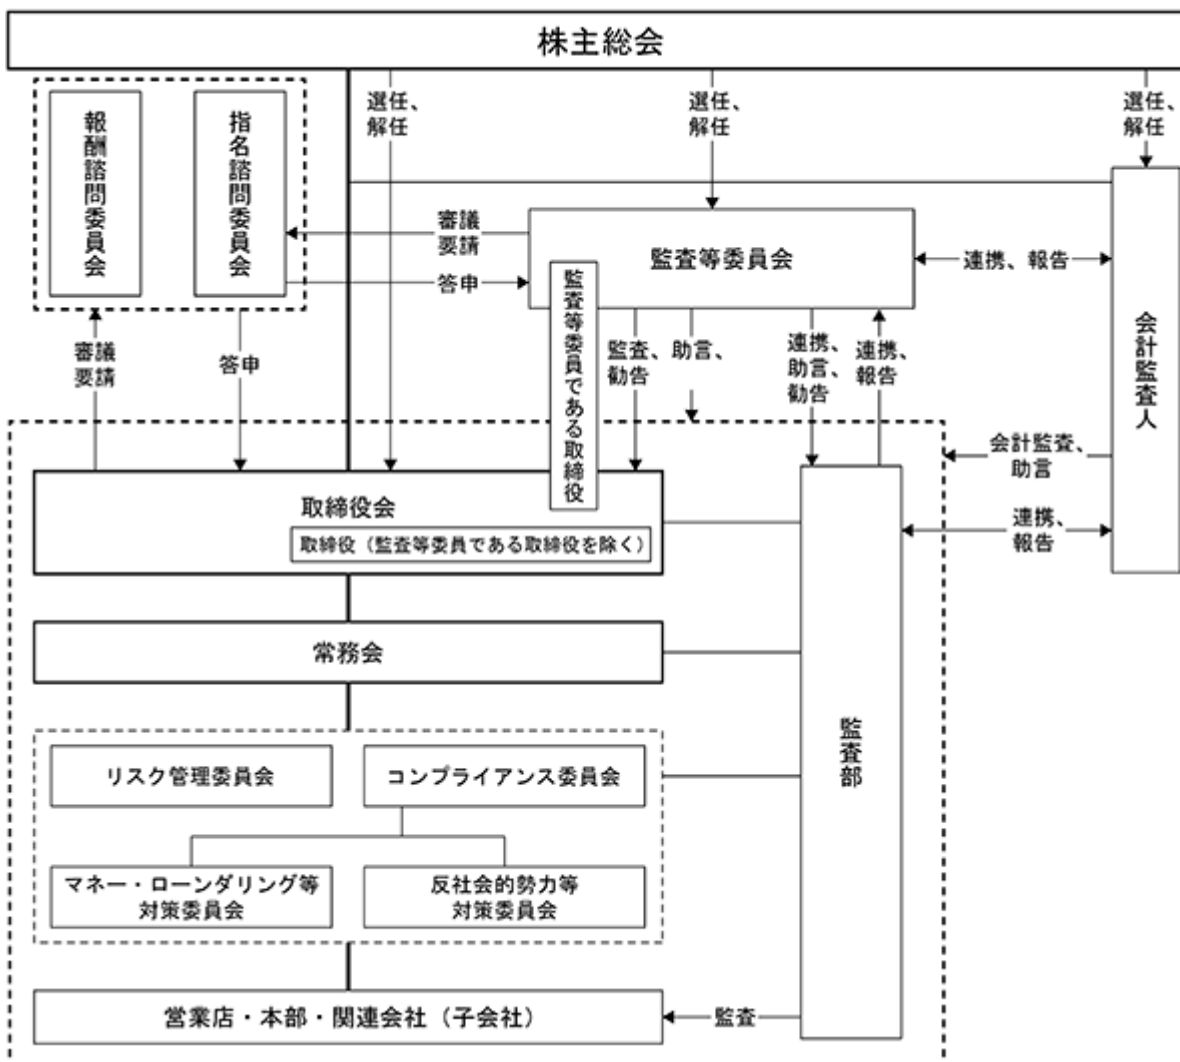 株主総会
報酬諮問委員会
指名諮問委員会
選任、
解任
選任、
解任
選任、
解任
審議
要請
答申
監査等委員会
連携、報告
会計監査人
監査等委員である取締役
審議
要請
答申
監査、
勧告
助言、
連携、
助言、
勧告
連携、
報告
会計監査、
助言
連携、
報告
取締役会
取締役（監査等委員である取締役を除く）
常務会
監査部
リスク管理委員会
コンプライアンス委員会
マネー・ローンダリング等
対策委員会
反社会的勢力等
対策委員会
営業店・本部・関連会社（子会社）
監査